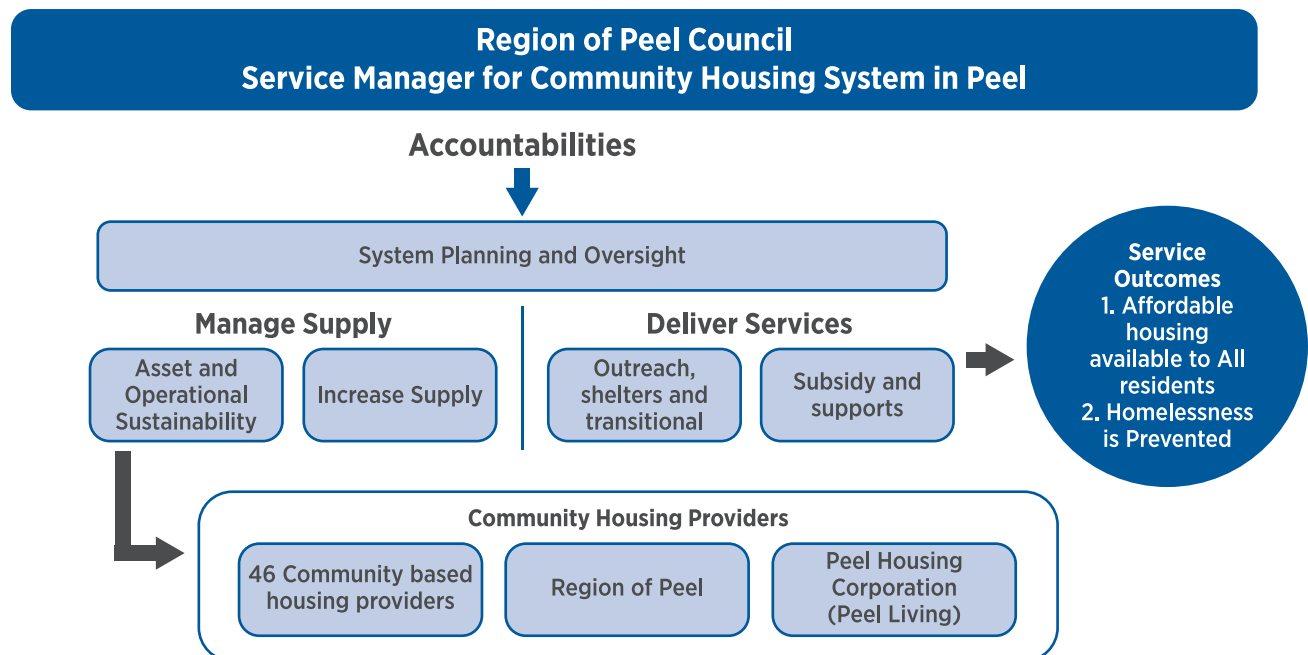 Region of Peel Council
Service Manager for Community Housing System in Peel
Accountabilities
System Planning and Oversight
Manage Supply
Asset and
Operational
Sustainability
Increase Supply
Deliver Services
Outreach,
shelters and
transitional
Subsidy and
supports
Service
Outcomes
1. Affordable
housing
available to All
residents
2. Homelessness
is Prevented
Community Housing Providers
46 Community based
housing providers
Region of Peel
Peel Housing
Corporation
(Peel Living)